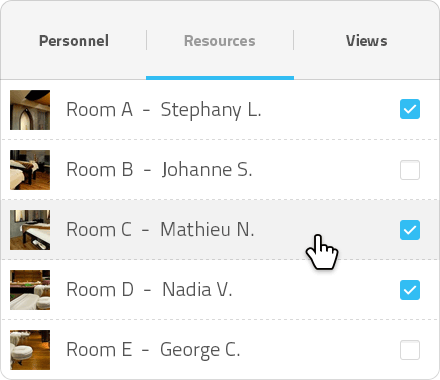 Personnel Resources Views
Room A - Stephany L.
Room B - Johanne S.
Room C - Mathieu N.
Room D - Nadia V.
Room E - George C.